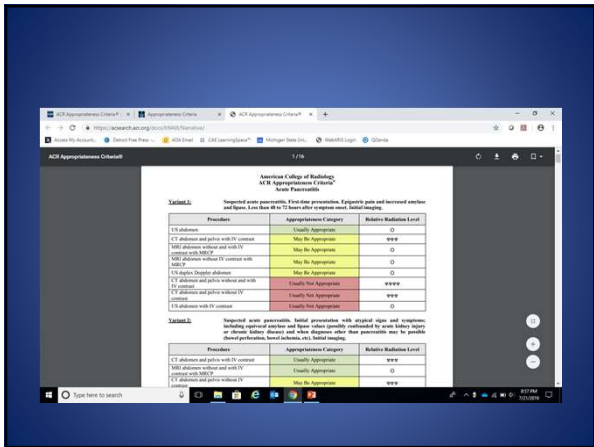 ACR Appropriateness Criteria® | Appropriateness Criteria ACR Appropriateness Criteria®
https://acsearch.acr.org/docs/69468/Narrative/
Access My Account... Detroit Free Press AOA Email CAE LearningSpace™ Michigan State Uni... WebMRS Login QGenda
ACR Appropriateness Criteria® 1 / 16
American College of Radiology
ACR Appropriateness Criteria®
Acute Pancreatitis
Variant 1: Suspected acute pancreatitis. First-time presentation. Epigastric pain and increased amylase
and lipase. Less than 48 to 72 hours after symptom onset. Initial imaging.
Procedure Appropriateness Category Relative Radiation Level
US abdomen Usually Appropriate O
CT abdomen and pelvis with IV contrast May Be Appropriate ☢☢☢
MRI abdomen without and with IV
contrast with MRCP May Be Appropriate O
MRI abdomen without IV contrast with
MRCP May Be Appropriate O
US duplex Doppler abdomen May Be Appropriate O
CT abdomen and pelvis without and with
IV contrast Usually Not Appropriate ☢☢☢☢
CT abdomen and pelvis without IV
contrast Usually Not Appropriate ☢☢☢
US abdomen with IV contrast Usually Not Appropriate O
Variant 2: Suspected acute pancreatitis. Initial presentation with atypical signs and symptoms;
including equivocal amylase and lipase values (possibly confounded by acute kidney injury
or chronic kidney disease) and when diagnoses other than pancreatitis may be possible
(bowel perforation, bowel ischemia, etc). Initial imaging.
Procedure Appropriateness Category Relative Radiation Level
CT abdomen and pelvis with IV contrast Usually Appropriate ☢☢☢
MRI abdomen without and with IV
contrast with MRCP Usually Appropriate O
CT abdomen and pelvis without IV
contrast May Be Appropriate ☢☢☢
Type here to search
8:57 PM
7/21/2019